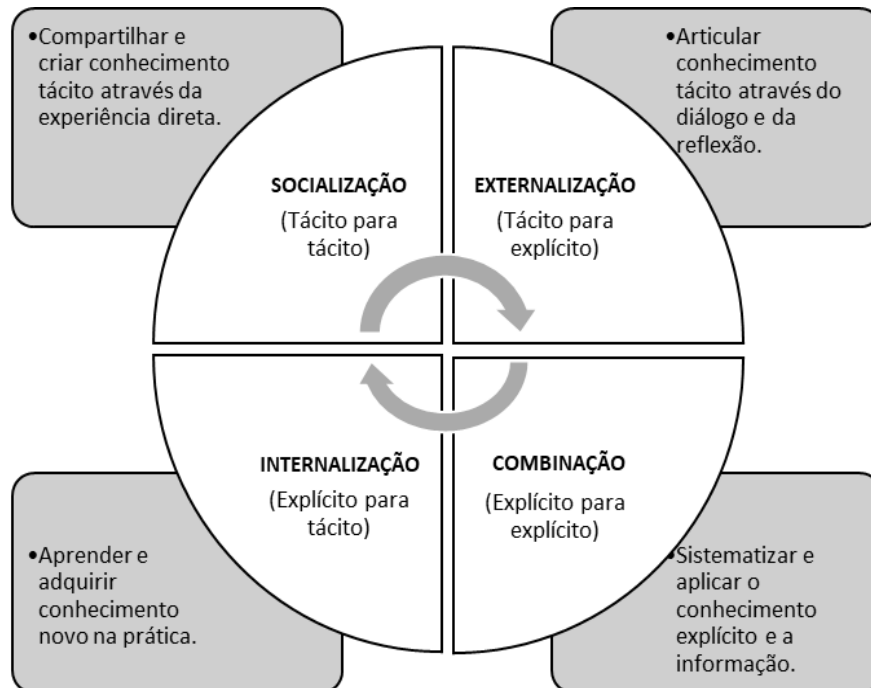 •Compartilhar e
criar conhecimento
tácito através da
experiência direta.
•Articular
conhecimento
tácito através do
diálogo e da
reflexão.
SOCIALIZAÇÃO
(Tácito para
tácito)
EXTERNALIZAÇÃO
(Tácito para
explícito)
INTERNALIZAÇÃO
(Explícito para
tácito)
COMBINAÇÃO
(Explícito para
explícito)
•Aprender e
adquirir
conhecimento
novo na prática.
•Sistematizar e
aplicar o
conhecimento
explícito e a
informação.